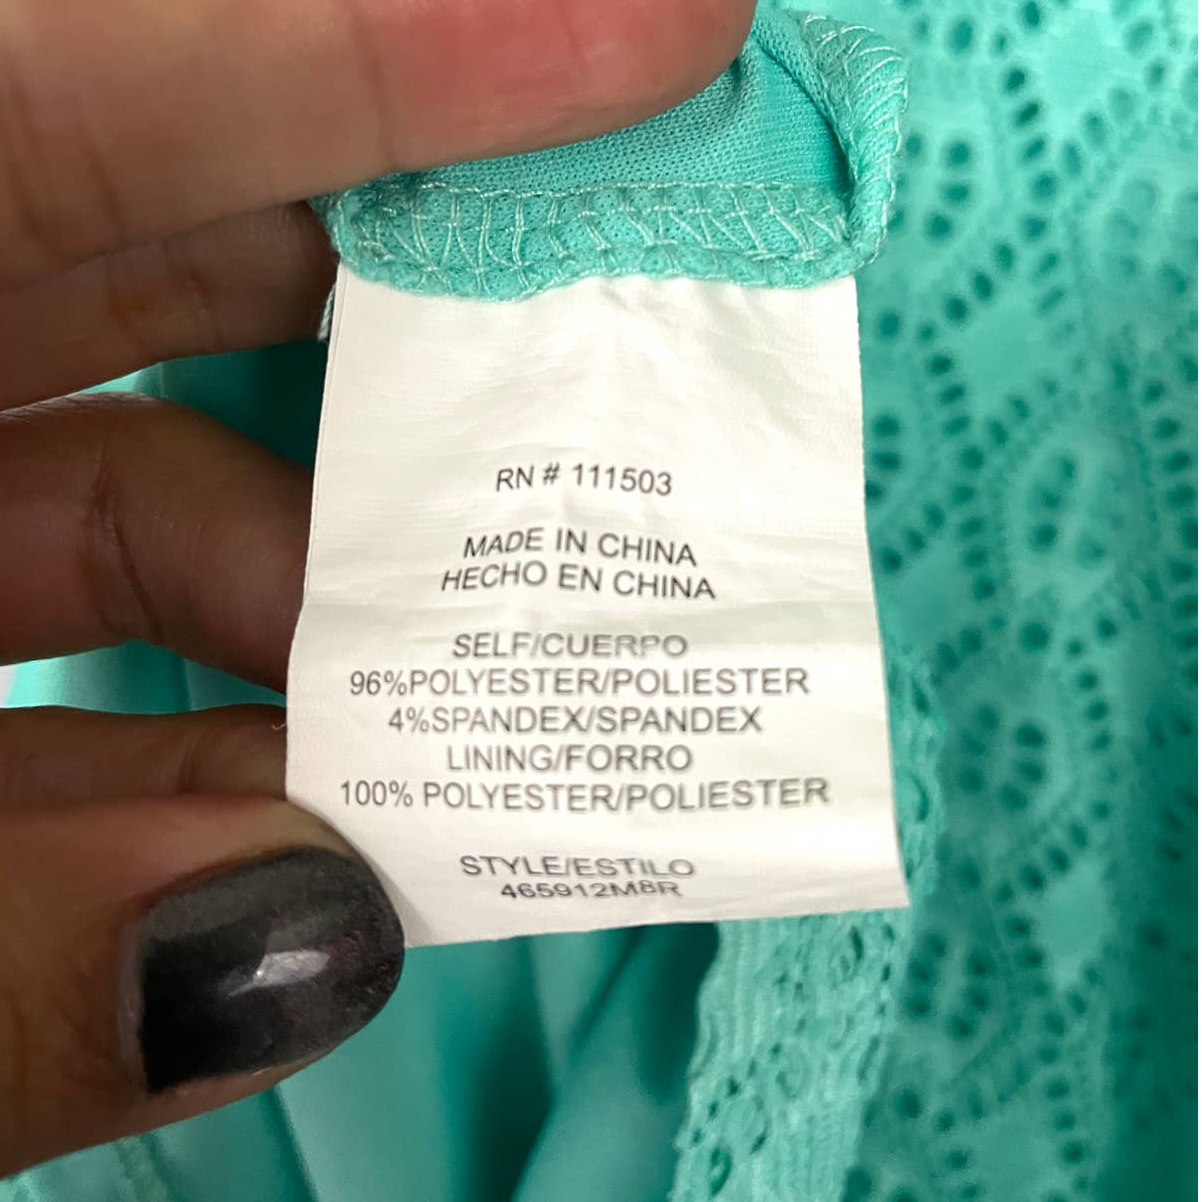 RN # 111503
MADE IN CHINA
HECHO EN CHINA
SELF/CUERPO
96%POLYESTER/POLIESTER
4%SPANDEX/SPANDEX
LINING/FORRO
100% POLYESTER/POLIESTER
STYLE/ESTILO
465912M8R